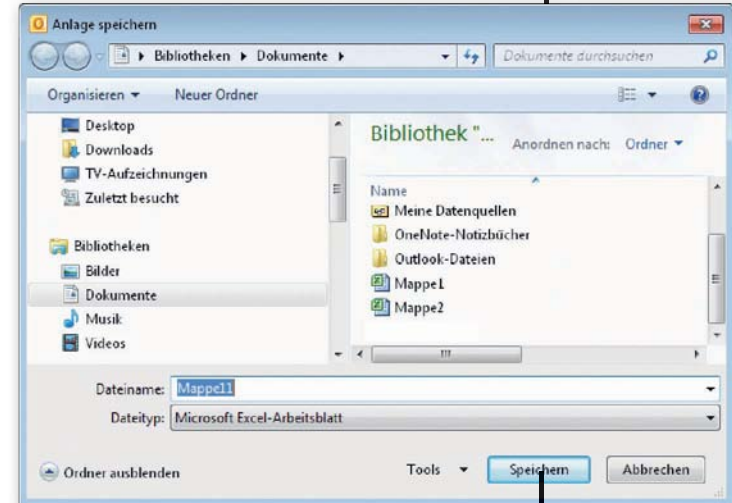 Anlage speichern
Bibliotheken Dokumente
Dokumente durchsuchen
Organisieren Neuer Ordner
Desktop
Downloads
TV-Aufzeichnungen
Zuletzt besucht
Bibliotheken
Bilder
Dokumente
Musik
Videos
Bibliothek "...
Anordnen nach: Ordner
Name
Meine Datenquellen
OneNote-Notizbücher
Outlook-Dateien
Mappe1
Mappe2
Dateiname: Mappe11
Dateityp: Microsoft Excel-Arbeitsblatt
Ordner ausblenden
Tools Speichern Abbrechen